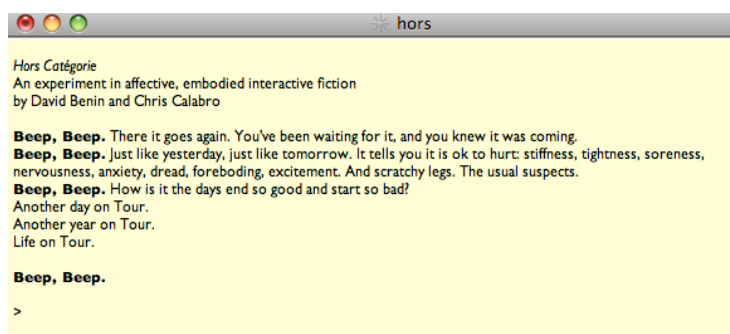 hors
Hors Catégorie
An experiment in affective, embodied interactive fiction
by David Benin and Chris Calabro
Beep, Beep. There it goes again. You've been waiting for it, and you knew it was coming.
Beep, Beep. Just like yesterday, just like tomorrow. It tells you it is ok to hurt: stiffness, tightness, soreness,
nervousness, anxiety, dread, foreboding, excitement. And scratchy legs. The usual suspects.
Beep, Beep. How is it the days end so good and start so bad?
Another day on Tour.
Another year on Tour.
Life on Tour.
Beep, Beep.
>